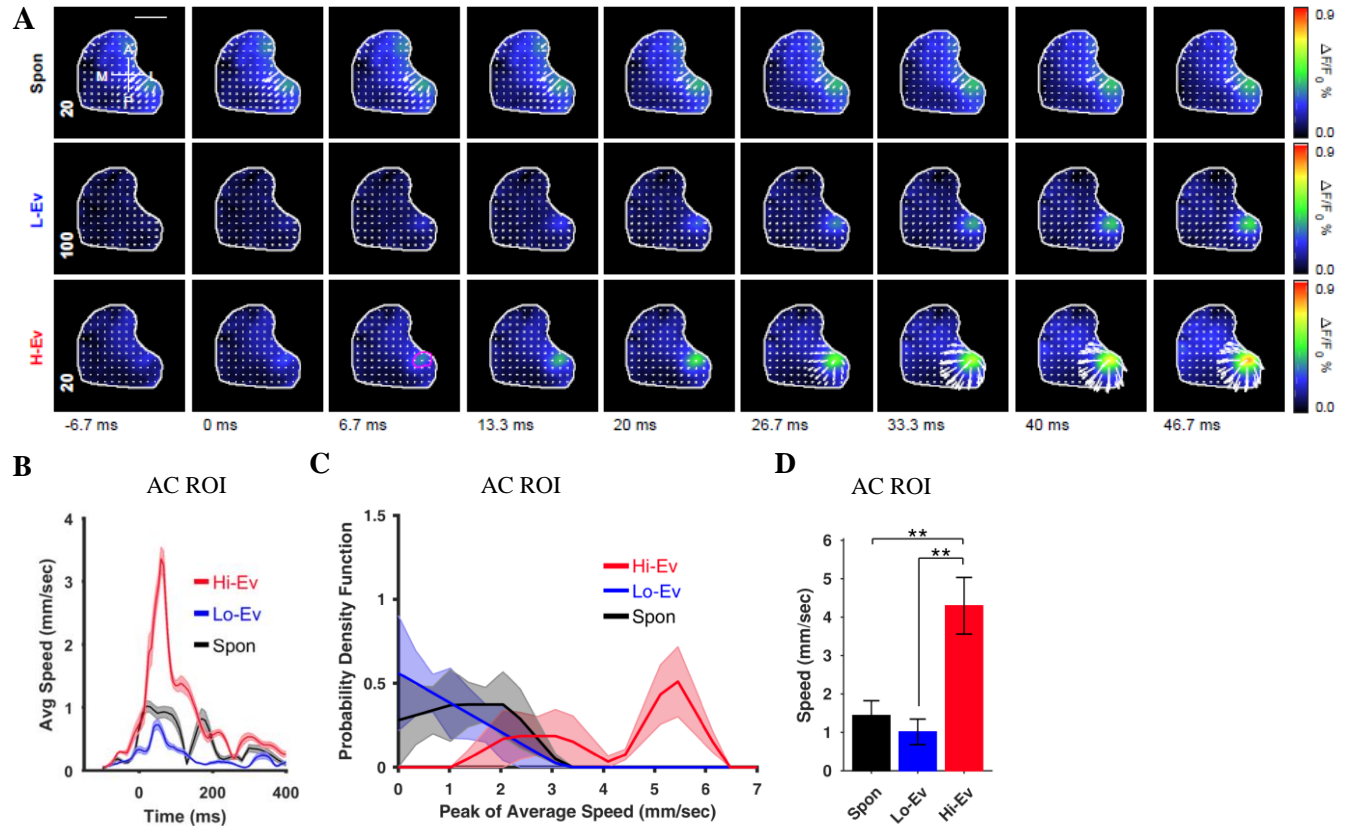 A
Spon
20
A
M
L
P
0.9
ΔF/F₀ %
0.0
L-Ev
100
0.9
ΔF/F₀ %
0.0
H-Ev
20
0.9
ΔF/F₀ %
0.0
-6.7 ms
0 ms
6.7 ms
13.3 ms
20 ms
26.7 ms
33.3 ms
40 ms
46.7 ms
B
AC ROI
Avg Speed (mm/sec)
4
3
2
1
0
Hi-Ev
Lo-Ev
Spon
0
200
400
Time (ms)
C
AC ROI
Probability Density Function
1.5
1
0.5
0
Hi-Ev
Lo-Ev
Spon
0
1
2
3
4
5
6
7
Peak of Average Speed (mm/sec)
D
AC ROI
**
**
Speed (mm/sec)
6
5
4
3
2
1
0
Spon
Lo-Ev
Hi-Ev